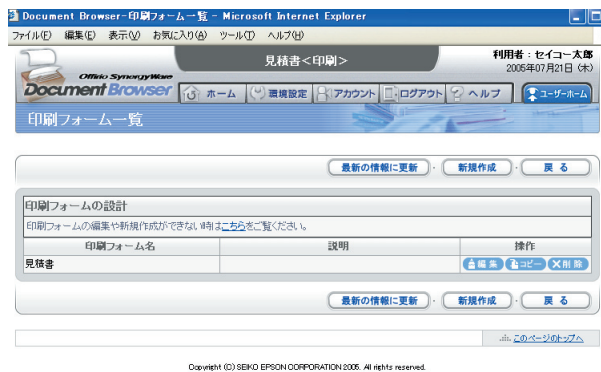 Document Browser-印刷フォーム一覧 - Microsoft Internet Explorer
ファイル(F) 編集(E) 表示(V) お気に入り(A) ツール(T) ヘルプ(H)
見積書<印刷>
利用者：セイコー太郎
2005年07月21日（木）
Offirio SynergyWare
Document Browser
ホーム 環境設定 アカウント ログアウト ヘルプ ユーザーホーム
印刷フォーム一覧
最新の情報に更新 新規作成 戻 る
印刷フォームの設計
印刷フォームの編集や新規作成ができない時はこちらをご覧ください。
印刷フォーム名 説明 操作
見積書 編 集 コピー 削 除
最新の情報に更新 新規作成 戻 る
このページのトップへ
Copyright (C) SEIKO EPSON CORPORATION 2005. All rights reserved.